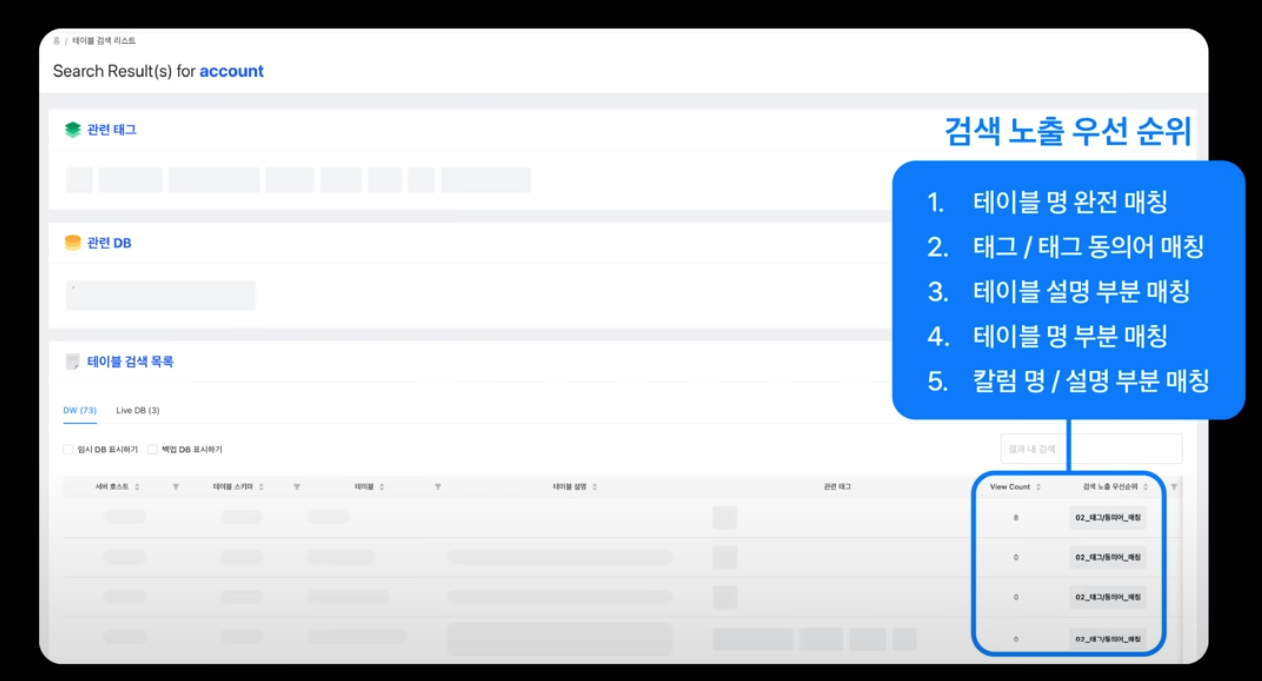 홈 / 테이블 검색 리스트
Search Result(s) for account
관련 태그
검색 노출 우선 순위
1. 테이블 명 완전 매칭
2. 태그 / 태그 동의어 매칭
3. 테이블 설명 부분 매칭
4. 테이블 명 부분 매칭
5. 칼럼 명 / 설명 부분 매칭
관련 DB
테이블 검색 목록
DW (73) Live DB (3)
임시 DB 표시하기 백업 DB 표시하기
결과 내 검색
서버 호스트 테이블 스키마 테이블 테이블 설명 관련 태그 View Count 검색 노출 우선순위
8 02_태그/동의어_매칭
0 02_태그/동의어_매칭
0 02_태그/동의어_매칭
0 02_태그/동의어_매칭